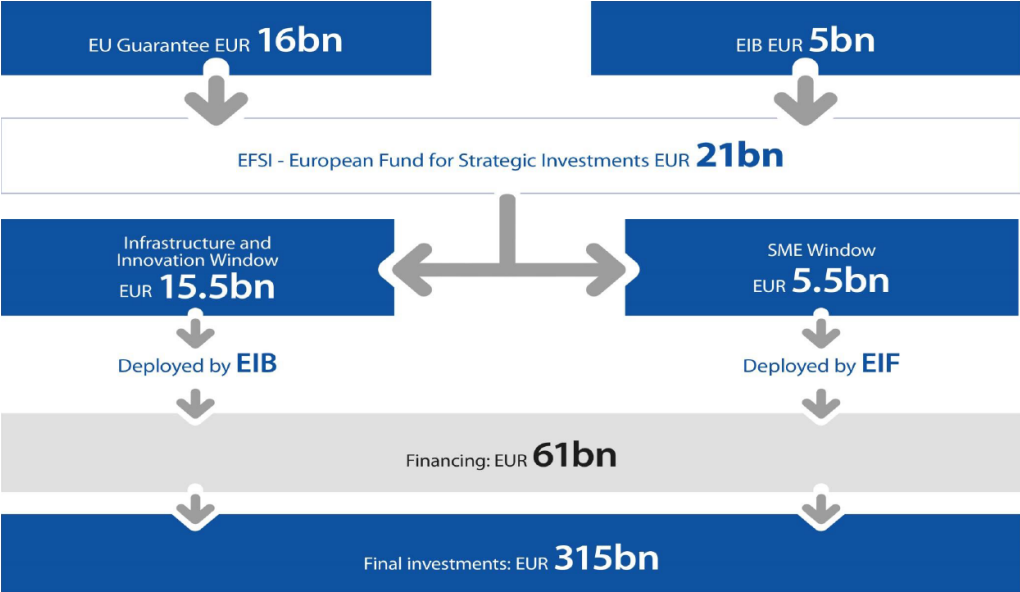 EU Guarantee EUR 16bn
EIB EUR 5bn
EFSI - European Fund for Strategic Investments EUR 21bn
Infrastructure and
Innovation Window
EUR 15.5bn
SME Window
EUR 5.5bn
Deployed by EIB
Deployed by EIF
Financing: EUR 61bn
Final investments: EUR 315bn